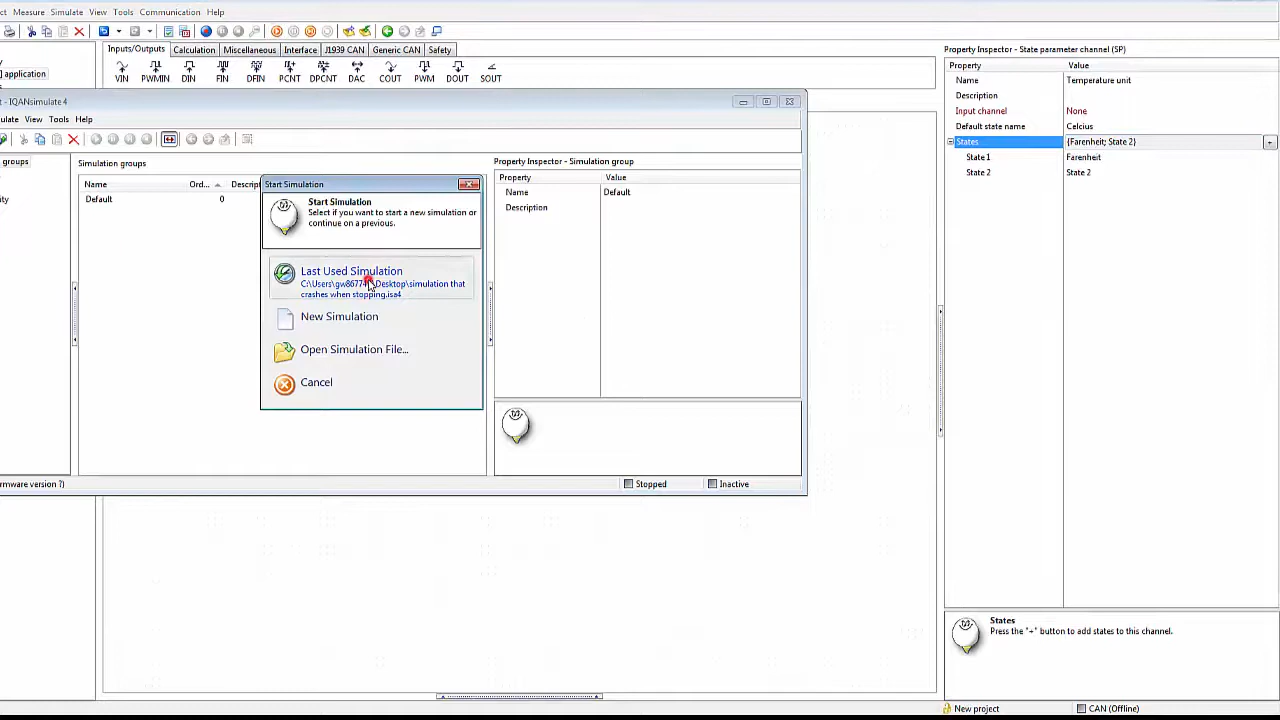 ct Measure Simulate View Tools Communication Help
Inputs/Outputs Calculation Miscellaneous Interface J1939 CAN Generic CAN Safety
VIN PWMIN DIN FIN DFIN PCNT DPCNT DAC COUT PWM DOUT SOUT
] application
t - IQANsimulate 4
ulate View Tools Help
groups
ity
Simulation groups
Name Ord... Descript
Default 0
Start Simulation
Start Simulation
Select if you want to start a new simulation or
continue on a previous.
Last Used Simulation
Desktop\simulation that
crashes when stopping.isa4
New Simulation
Open Simulation File...
Cancel
Property Inspector - Simulation group
Property Value
Name Default
Description
rmware version ?)
Stopped Inactive
Property Inspector - State parameter channel (SP)
Property Value
Name Temperature unit
Description
Input channel None
Default state name Celcius
States {Farenheit; State 2}
State 1 Farenheit
State 2 State 2
States
Press the "+" button to add states to this channel.
New project CAN (Offline)